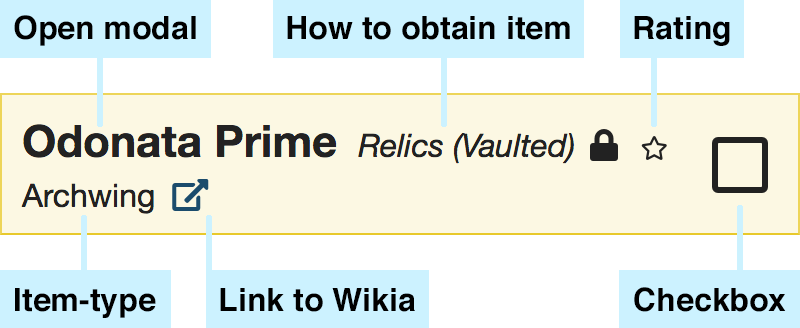 Open modal How to obtain item Rating
Odonata Prime Relics (Vaulted)
Archwing
Item-type Link to Wikia Checkbox